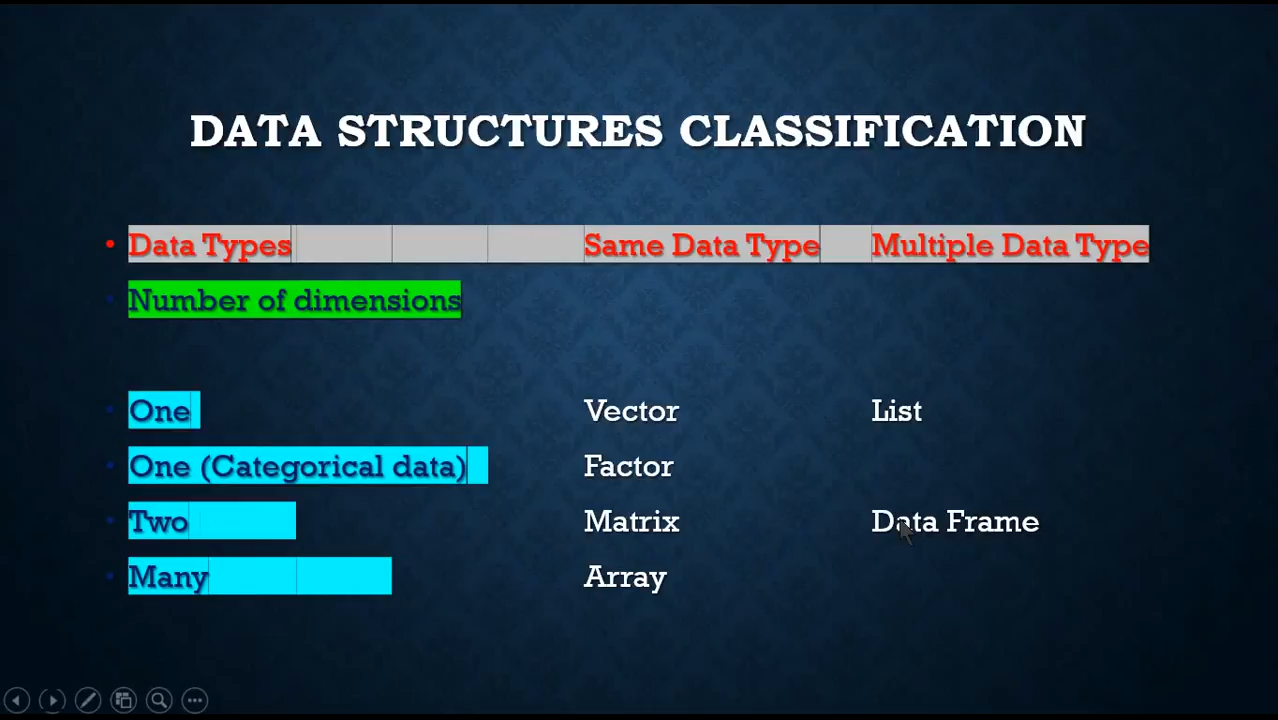 DATA STRUCTURES CLASSIFICATION
• Data Types Same Data Type Multiple Data Type
• Number of dimensions
• One Vector List
• One (Categorical data) Factor
• Two Matrix Data Frame
• Many Array